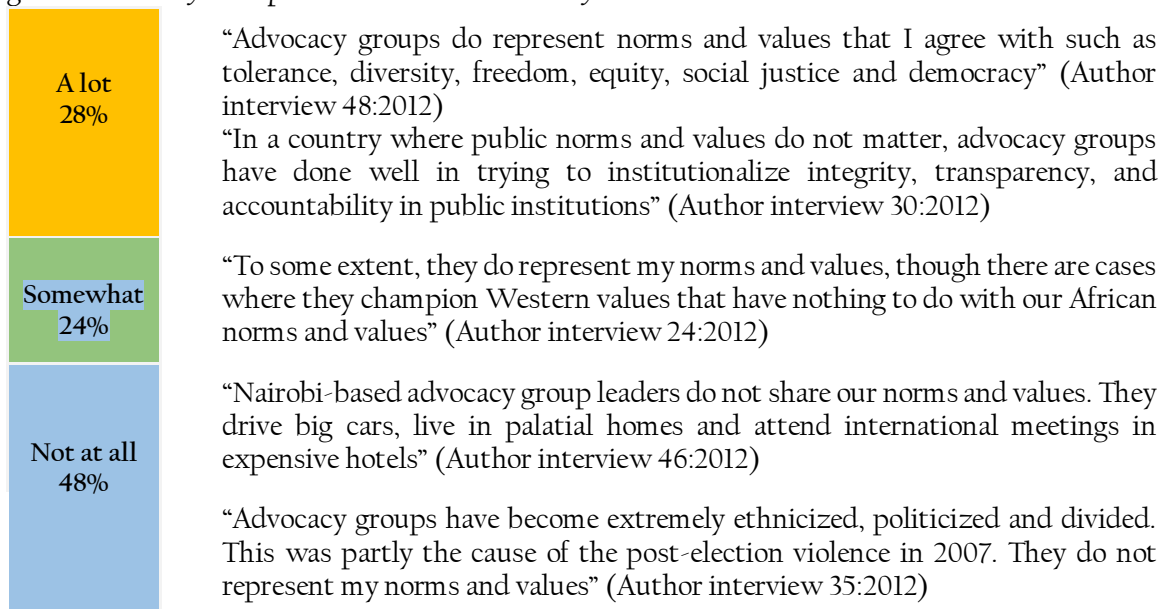 A lot
28%
“Advocacy groups do represent norms and values that I agree with such as
tolerance, diversity, freedom, equity, social justice and democracy” (Author
interview 48:2012)
“In a country where public norms and values do not matter, advocacy groups
have done well in trying to institutionalize integrity, transparency, and
accountability in public institutions” (Author interview 30:2012)
Somewhat
24%
“To some extent, they do represent my norms and values, though there are cases
where they champion Western values that have nothing to do with our African
norms and values” (Author interview 24:2012)
Not at all
48%
“Nairobi-based advocacy group leaders do not share our norms and values. They
drive big cars, live in palatial homes and attend international meetings in
expensive hotels” (Author interview 46:2012)
“Advocacy groups have become extremely ethnicized, politicized and divided.
This was partly the cause of the post-election violence in 2007. They do not
represent my norms and values” (Author interview 35:2012)